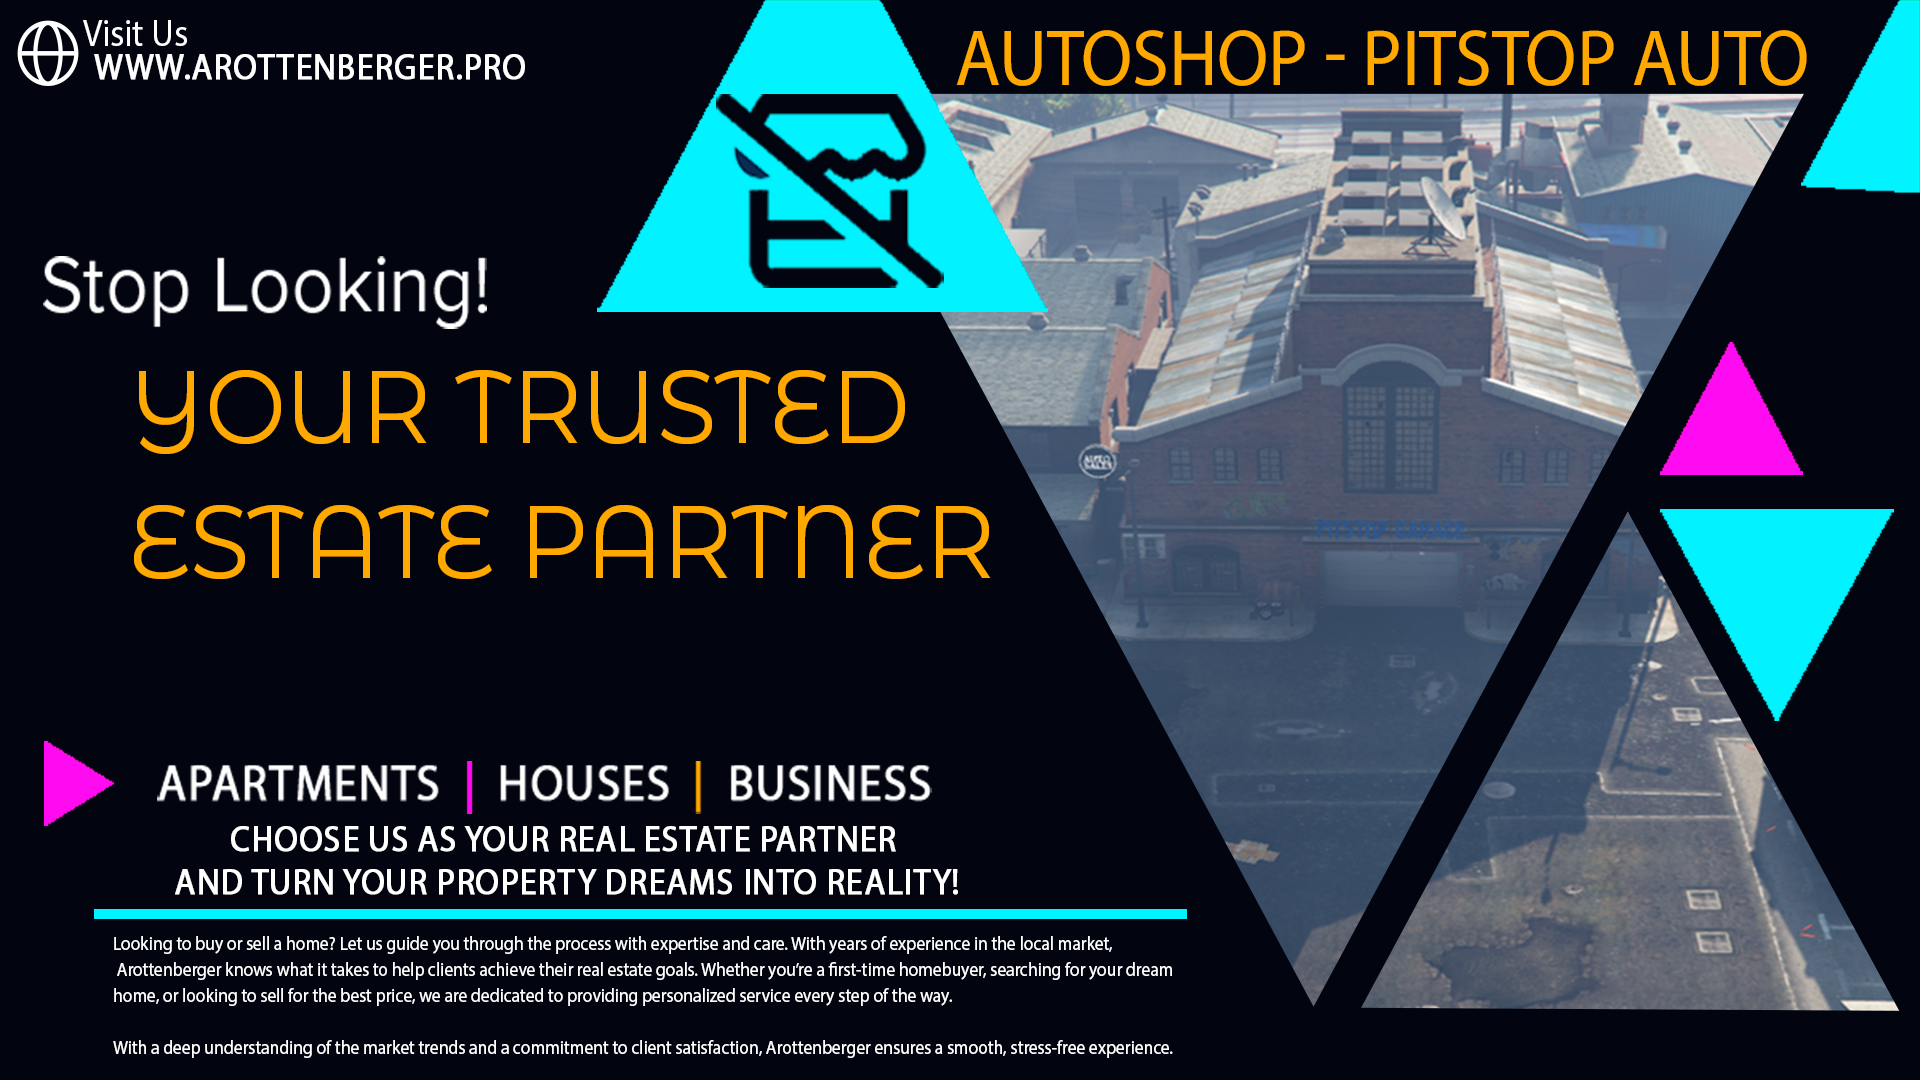 Visit Us
WWW.AROTTENBERGER.PRO
AUTOSHOP - PITSTOP AUTO
Stop Looking!
YOUR TRUSTED
ESTATE PARTNER
AUTO
SALES
PITSTOP GARAGE
APARTMENTS | HOUSES | BUSINESS
CHOOSE US AS YOUR REAL ESTATE PARTNER
AND TURN YOUR PROPERTY DREAMS INTO REALITY!
Looking to buy or sell a home? Let us guide you through the process with expertise and care. With years of experience in the local market,
Arottenberger knows what it takes to help clients achieve their real estate goals. Whether you're a first-time homebuyer, searching for your dream
home, or looking to sell for the best price, we are dedicated to providing personalized service every step of the way.
With a deep understanding of the market trends and a commitment to client satisfaction, Arottenberger ensures a smooth, stress-free experience.